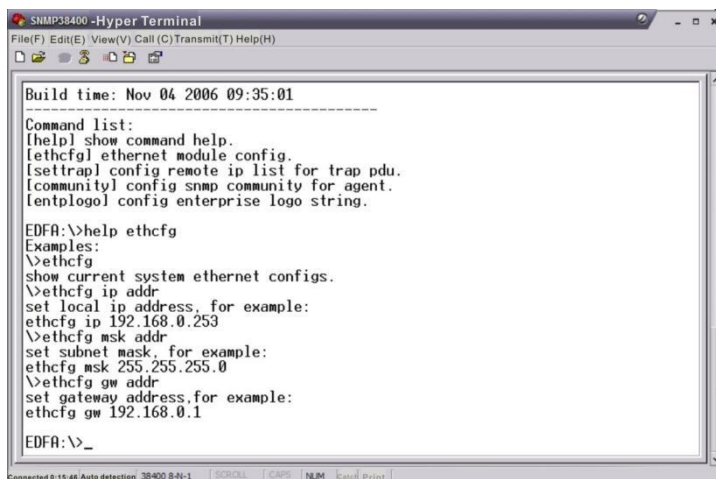 SNMP38400 -Hyper Terminal
File(F) Edit(E) View(V) Call (C)Transmit(T) Help(H)
Build time: Nov 04 2006 09:35:01
-----------------------------------------
Command list:
[help] show command help.
[ethcfg] ethernet module config.
[settrap] config remote ip list for trap pdu.
[community] config snmp community for agent.
[entplogo] config enterprise logo string.
EDFA:\>help ethcfg
Examples:
\>ethcfg
show current system ethernet configs.
\>ethcfg ip addr
set local ip address, for example:
ethcfg ip 192.168.0.253
\>ethcfg msk addr
set subnet mask, for example:
ethcfg msk 255.255.255.0
\>ethcfg gw addr
set gateway address,for example:
ethcfg gw 192.168.0.1
EDFA:\>_
Connected 0:15:46 Auto detection 38400 8-N-1 SCROLL CAPS NUM Print